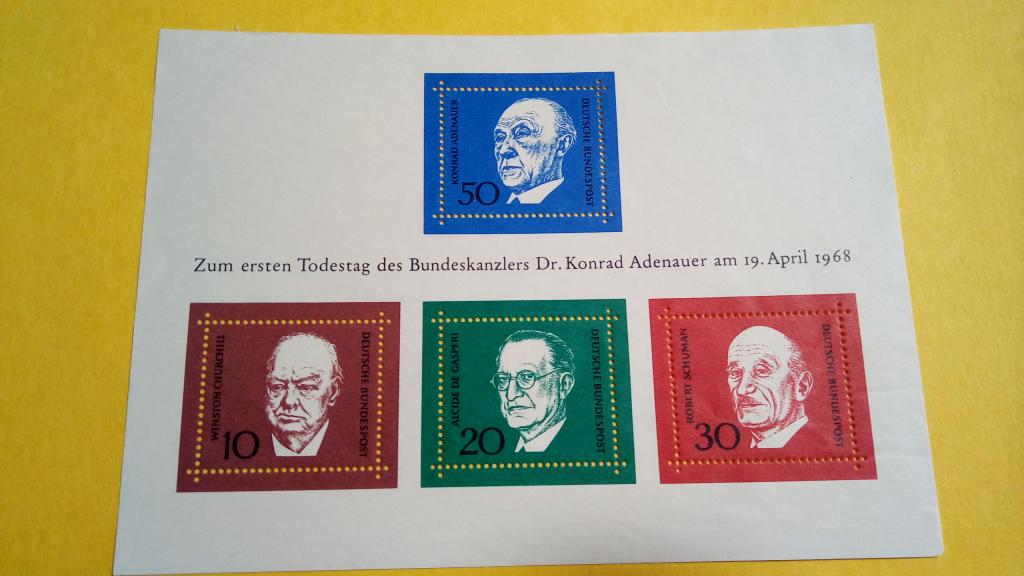 KONRAD ADENAUER
50
DEUTSCHE BUNDESPOST
Zum ersten Todestag des Bundeskanzlers Dr. Konrad Adenauer am 19. April 1968
WINSTON CHURCHILL
10
DEUTSCHE BUNDESPOST
ALCIDE DE GASPERI
20
DEUTSCHE BUNDESPOST
ROBERT SCHUMAN
30
DEUTSCHE BUNDESPOST